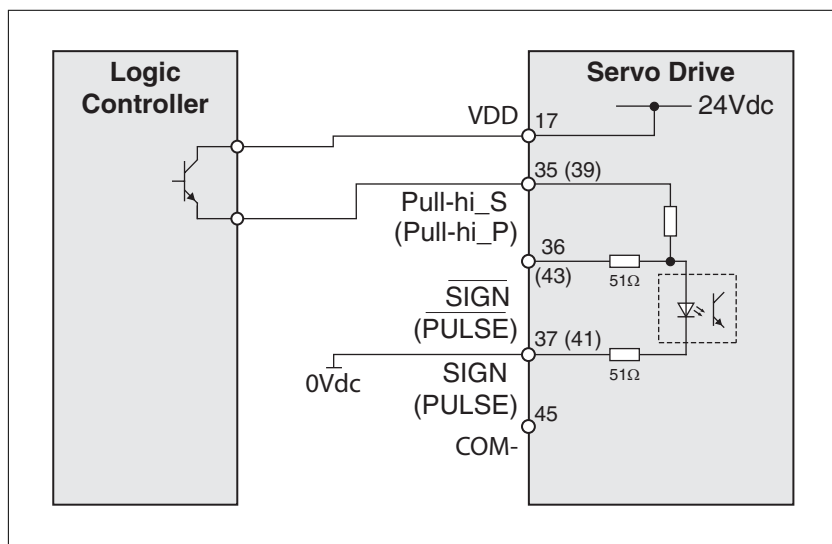 Logic
Controller
Servo Drive
24Vdc
VDD
17
35 (39)
Pull-hi_S
(Pull-hi_P)
36
(43)
51Ω
SIGN
(PULSE)
37 (41)
0Vdc
51Ω
SIGN
(PULSE)
45
COM-